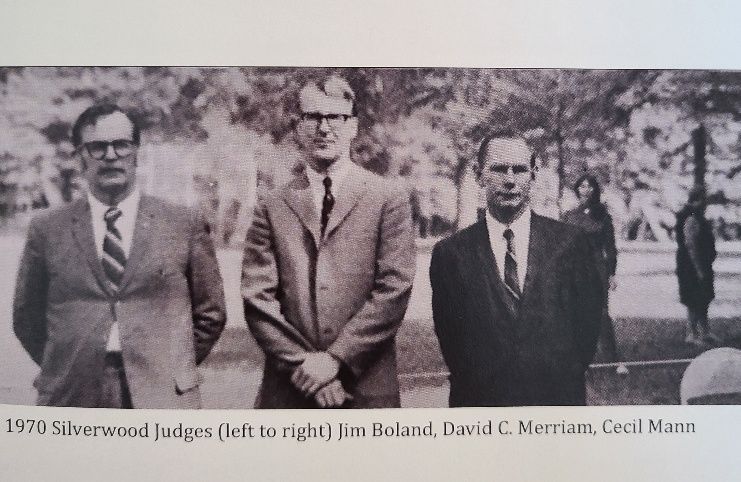 1970 Silverwood Judges (left to right) Jim Boland, David C. Merriam, Cecil Mann